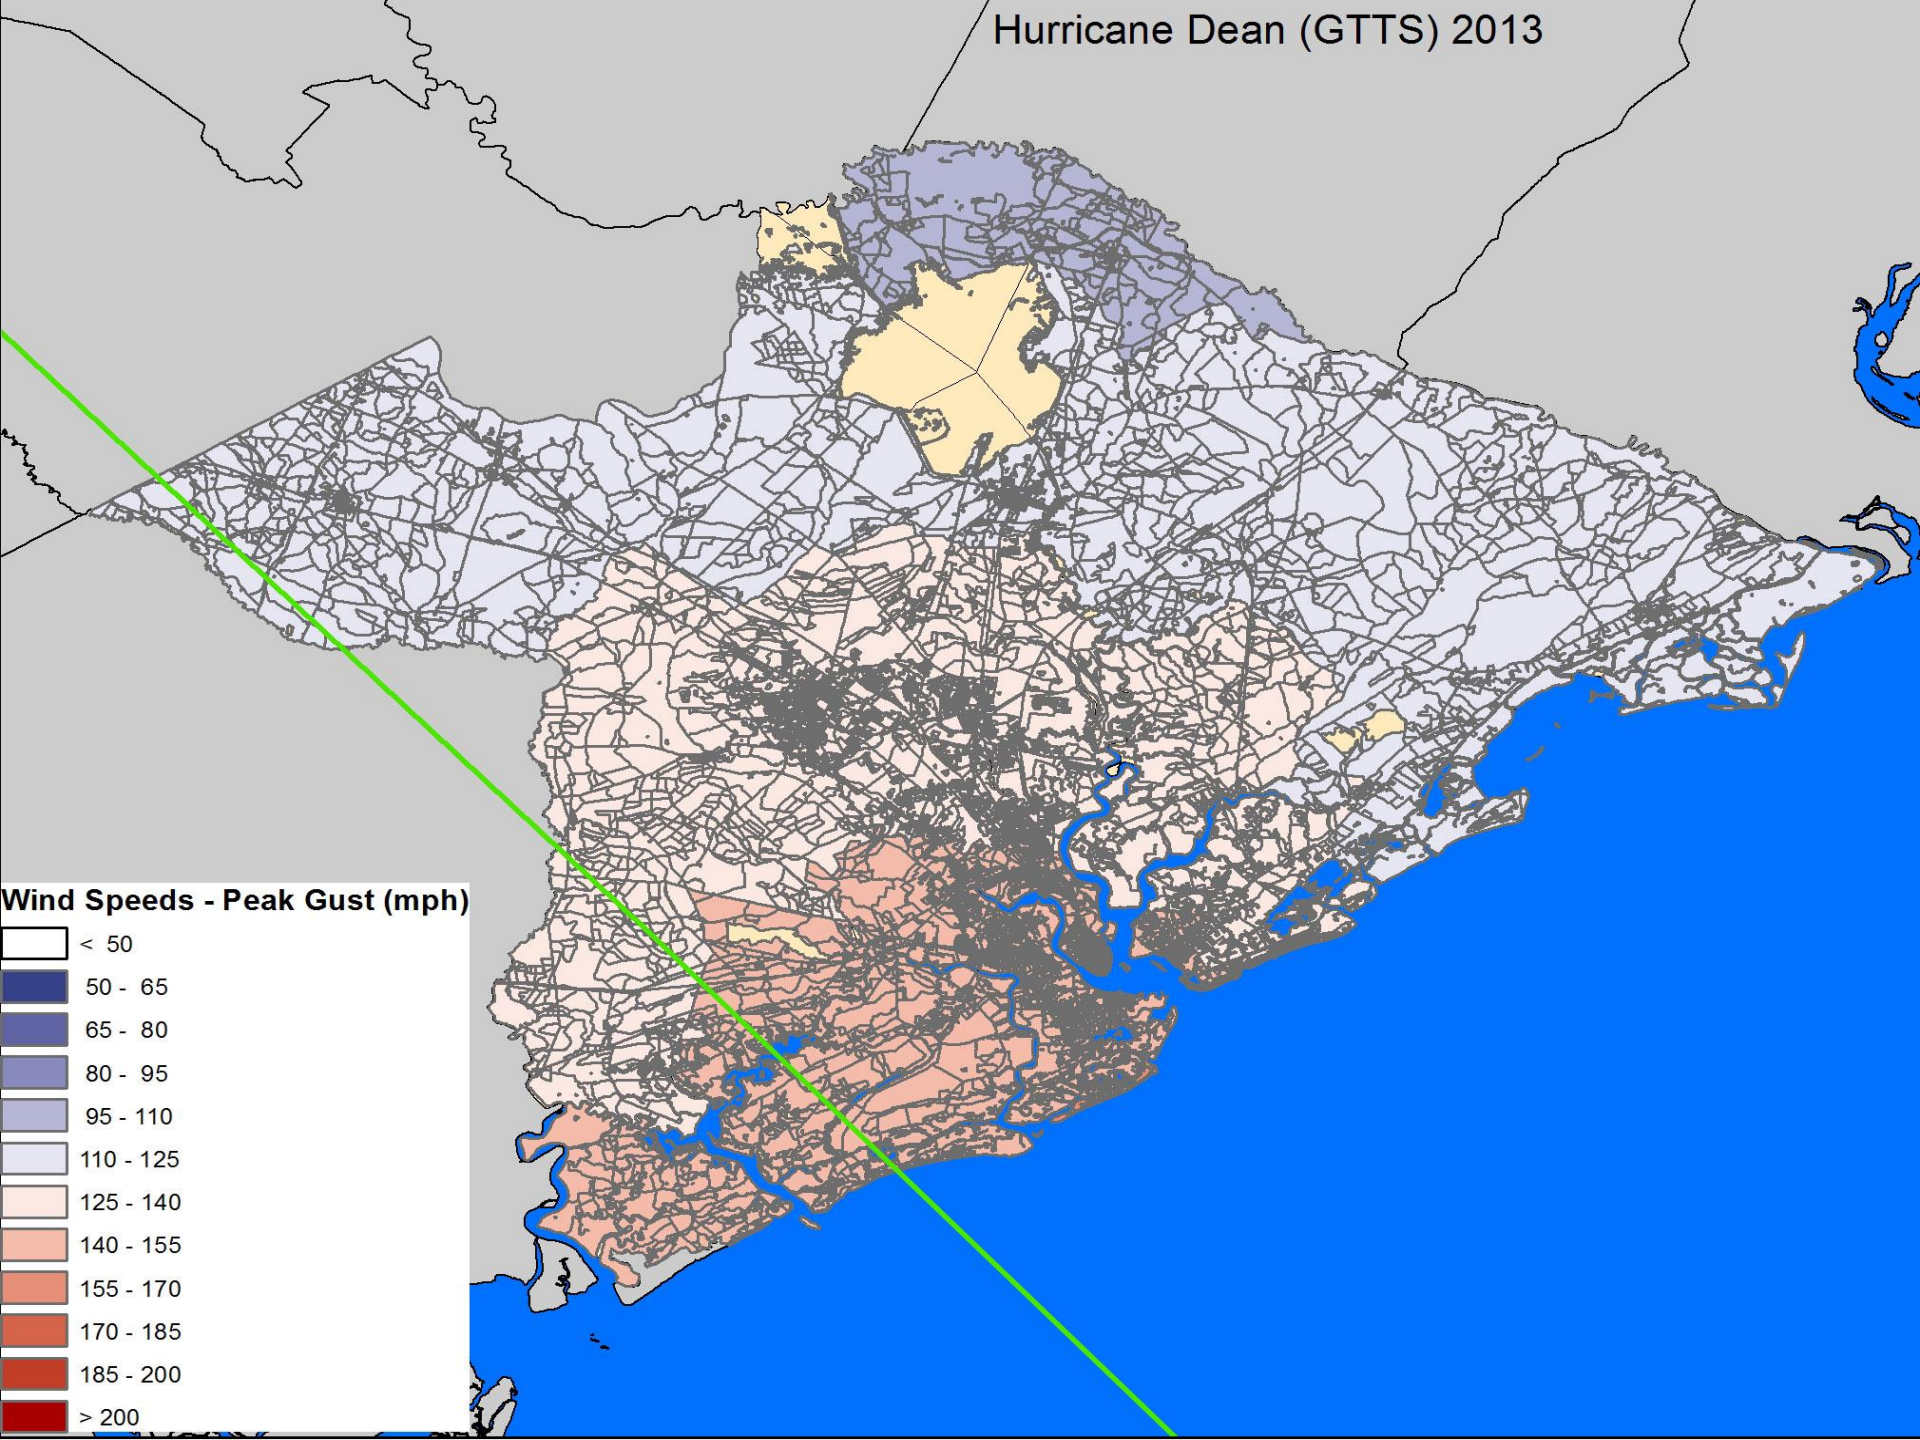 Hurricane Dean (GTTS) 2013
Wind Speeds - Peak Gust (mph)
< 50
50 - 65
65 - 80
80 - 95
95 - 110
110 - 125
125 - 140
140 - 155
155 - 170
170 - 185
185 - 200
> 200